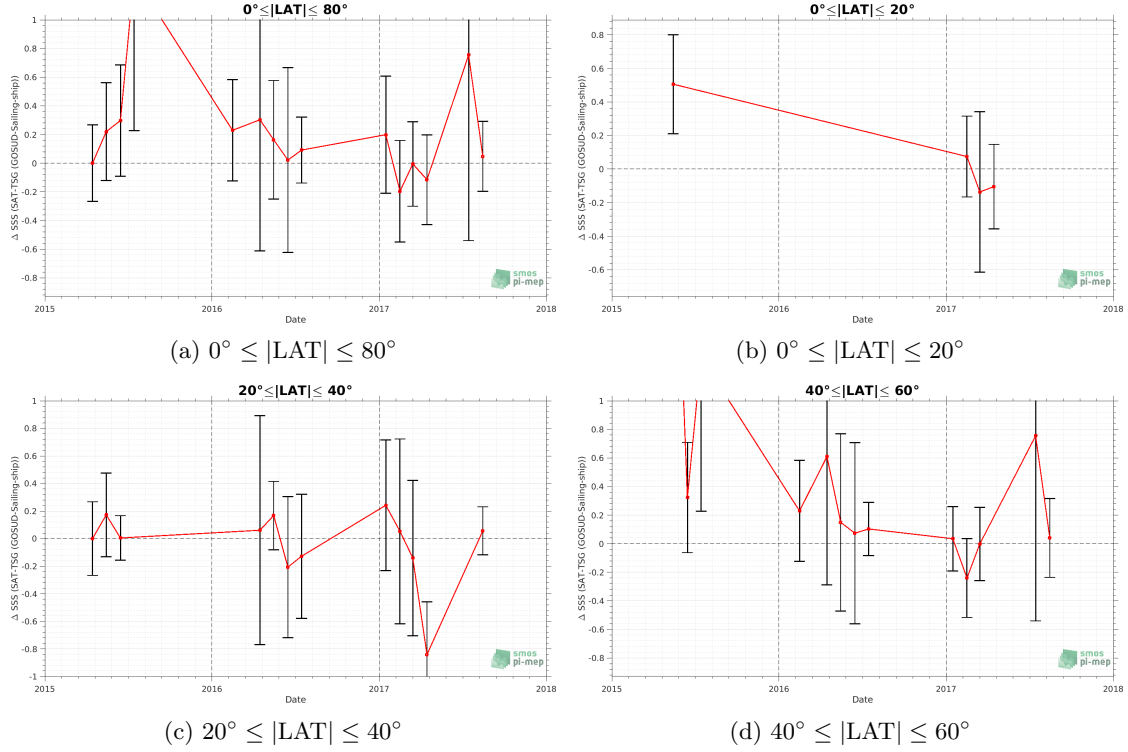 0°≤|LAT|≤ 80°
Δ SSS (SAT-TSG (GOSUD-Sailing-ship))
1
0.8
0.6
0.4
0.2
0
-0.2
-0.4
-0.6
-0.8
2015 2016 2017 2018
Date
smos
pi-mep
(a) 0° ≤ |LAT| ≤ 80°
0°≤|LAT|≤ 20°
Δ SSS (SAT-TSG (GOSUD-Sailing-ship))
0.8
0.6
0.4
0.2
0
-0.2
-0.4
-0.6
2015 2016 2017 2018
Date
smos
pi-mep
(b) 0° ≤ |LAT| ≤ 20°
20°≤|LAT|≤ 40°
Δ SSS (SAT-TSG (GOSUD-Sailing-ship))
1
0.8
0.6
0.4
0.2
0
-0.2
-0.4
-0.6
-0.8
-1
2015 2016 2017 2018
Date
smos
pi-mep
(c) 20° ≤ |LAT| ≤ 40°
40°≤|LAT|≤ 60°
Δ SSS (SAT-TSG (GOSUD-Sailing-ship))
1
0.8
0.6
0.4
0.2
0
-0.2
-0.4
-0.6
-0.8
2015 2016 2017 2018
Date
smos
pi-mep
(d) 40° ≤ |LAT| ≤ 60°